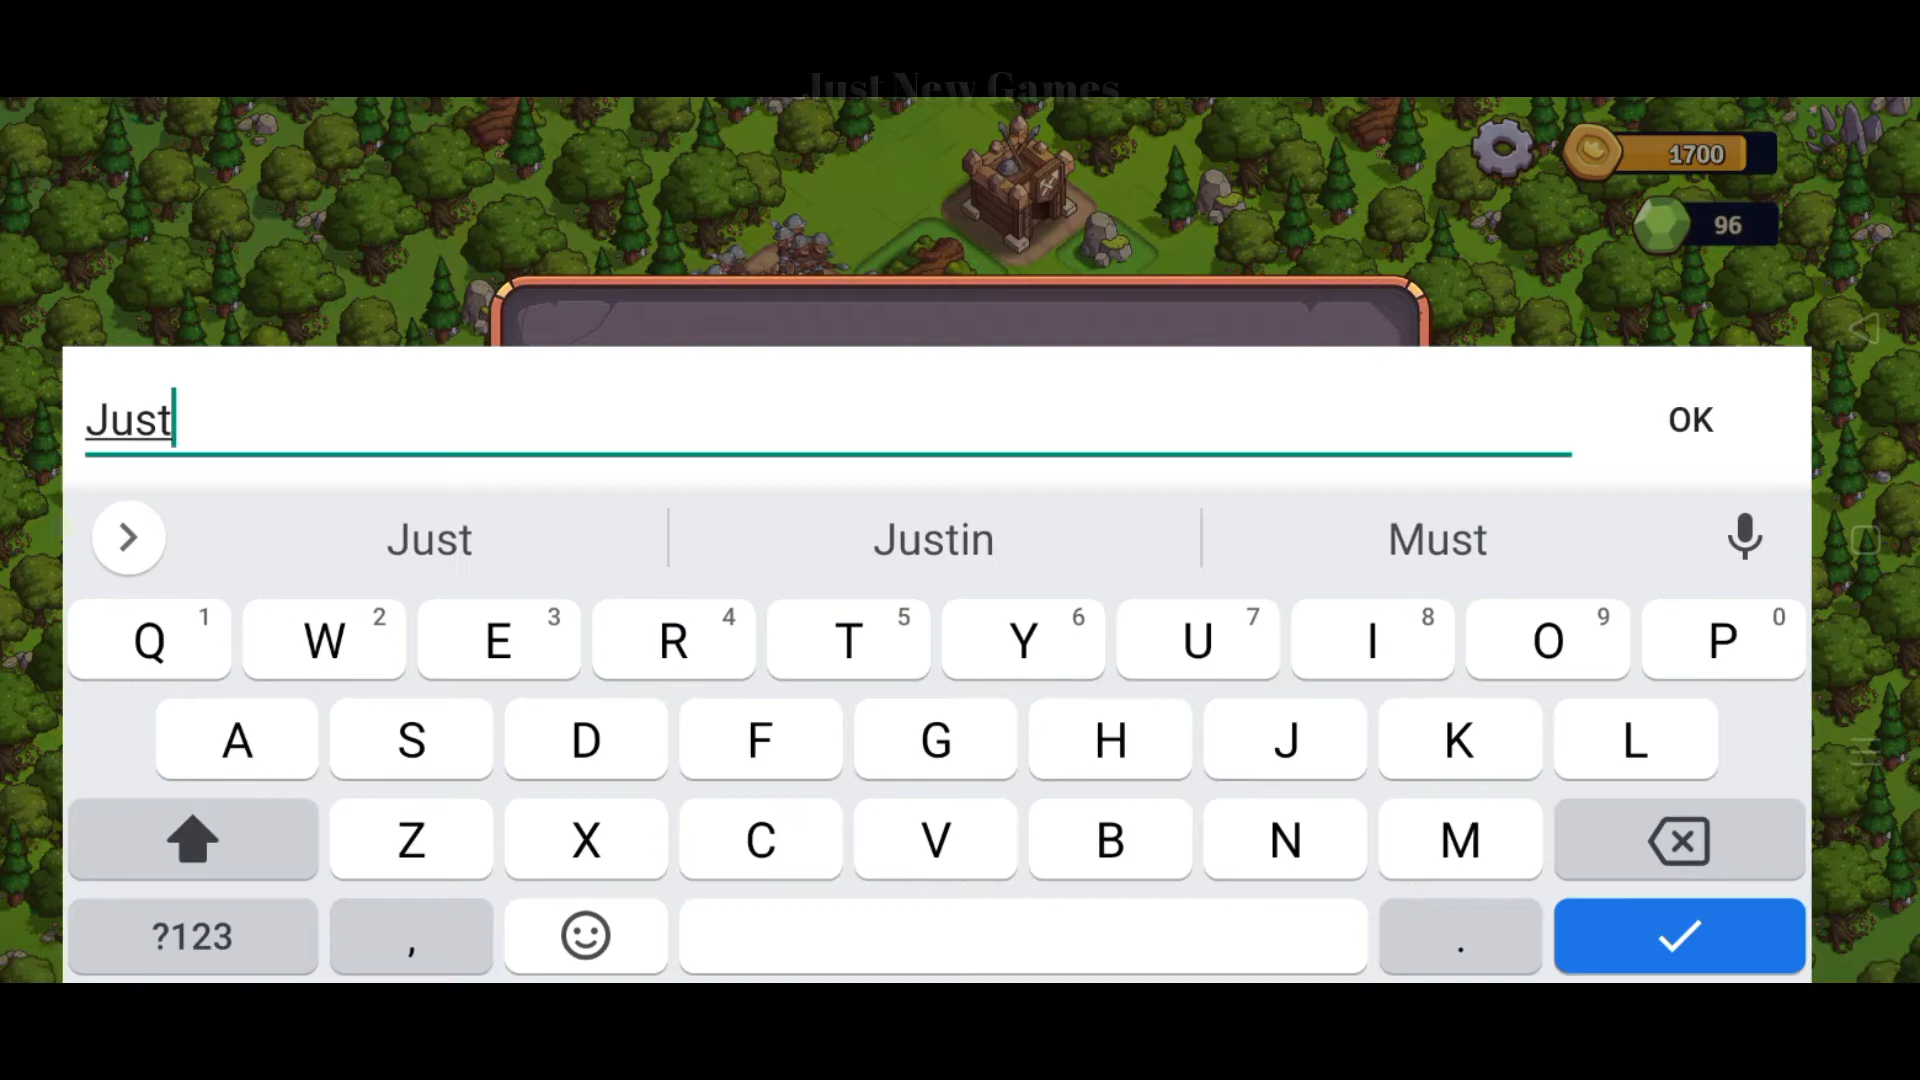 Just New Games
1700
96
Just
OK
Just Justin Must
Q 1 W 2 E 3 R 4 T 5 Y 6 U 7 I 8 O 9 P 0
A S D F G H J K L
Z X C V B N M
?123 , .